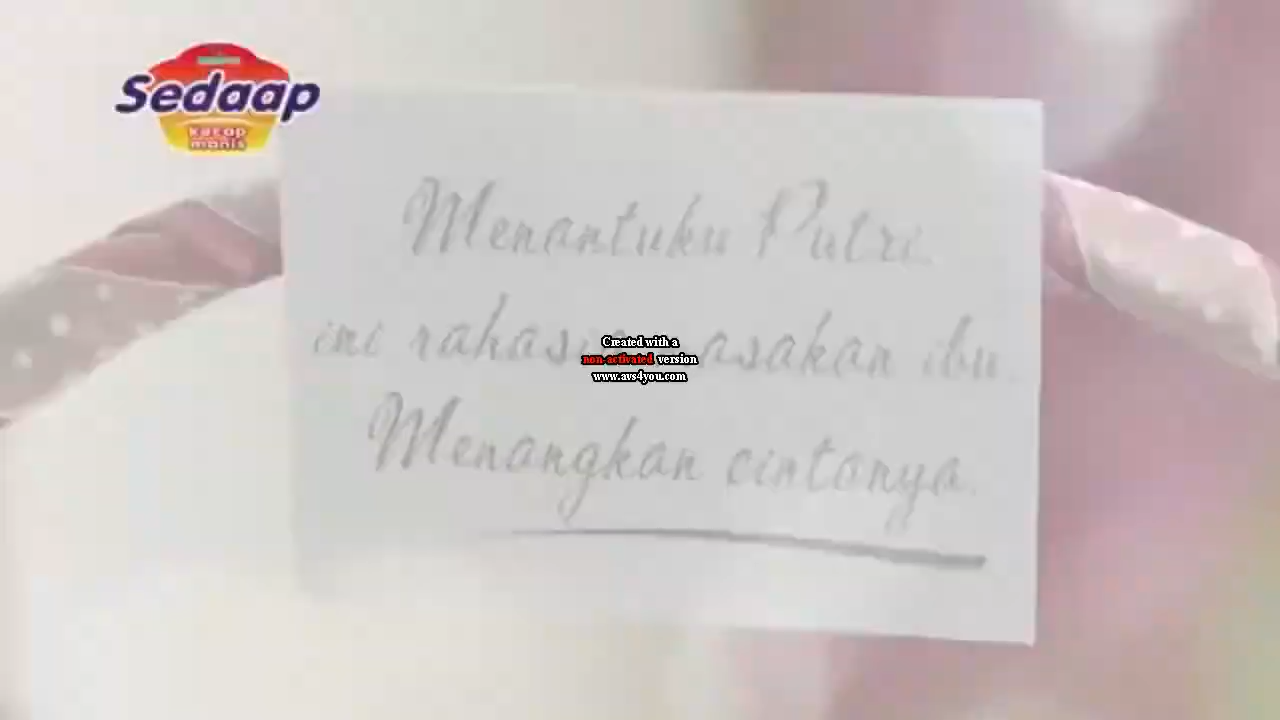 Sedaap
kecap
manis
Menantuku Putri
ini rahasia masakan ibu.
Menangkan cintanya.
Created with a
non-activated version
www.avs4you.com